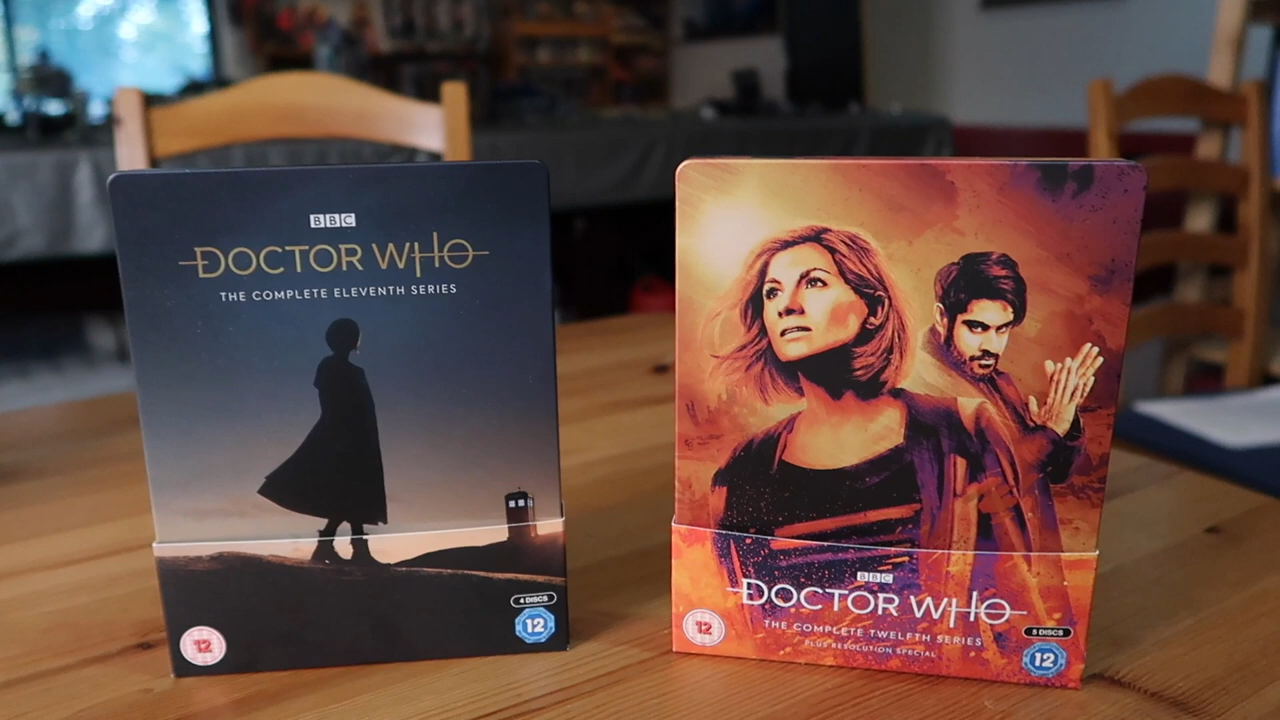 BBC
DOCTOR WHO
THE COMPLETE ELEVENTH SERIES
4 DISCS
12
12
BBC
DOCTOR WHO
THE COMPLETE TWELFTH SERIES
PLUS RESOLUTION SPECIAL
5 DISCS
12
12